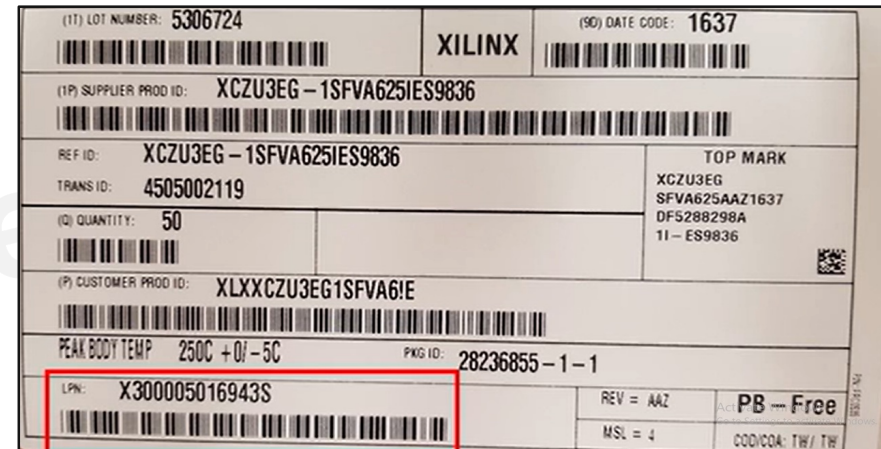 (1T) LOT NUMBER: 5306724
XILINX
(9D) DATE CODE: 1637
(1P) SUPPLIER PROD ID: XCZU3EG-1SFVA625IES9836
REF ID: XCZU3EG-1SFVA625IES9836
TRANS ID: 4505002119
TOP MARK
XCZU3EG
SFVA625AAZ1637
DF5288298A
1I-ES9836
(Q) QUANTITY: 50
(P) CUSTOMER PROD ID: XLXXCZU3EG1SFVA6!E
PEAK BODY TEMP 250C +0/-5C
PKG ID: 28236855-1-1
LPN: X300005016943S
REV = AAZ
PB-Free
MSL = 4
COO/COA: TW/ TW